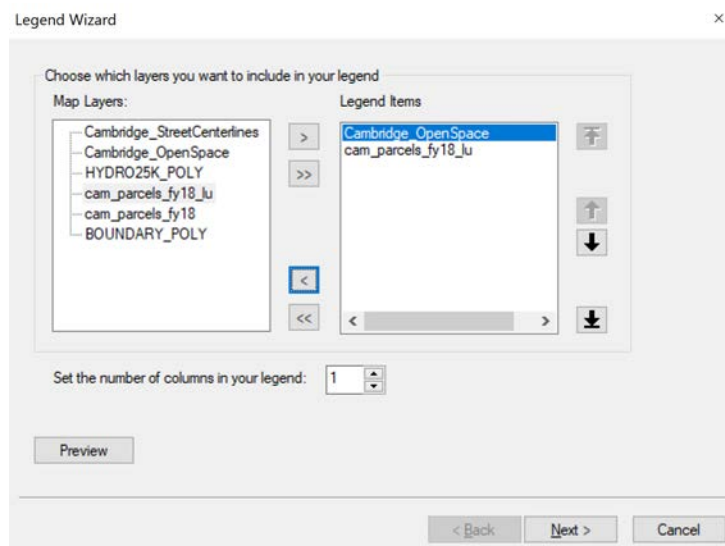 Legend Wizard
Choose which layers you want to include in your legend
Map Layers:
Legend Items
Cambridge_StreetCenterlines
Cambridge_OpenSpace
HYDRO25K_POLY
cam_parcels_fy18_lu
cam_parcels_fy18
BOUNDARY_POLY
>
>>
<
<<
Cambridge_OpenSpace
cam_parcels_fy18_lu
Set the number of columns in your legend:
1
Preview
< Back
Next >
Cancel